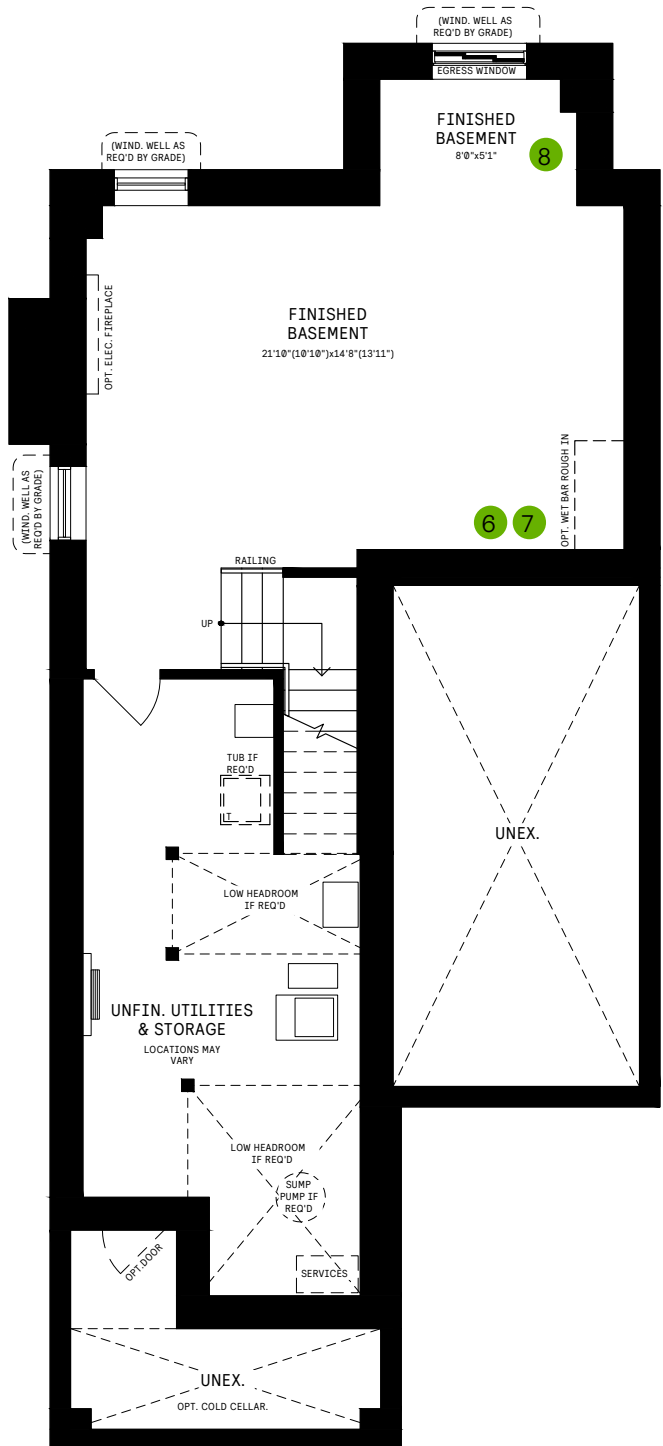 (WIND. WELL AS
REQ'D BY GRADE)
EGRESS WINDOW
FINISHED
BASEMENT
8'0"x5'1"
8
(WIND. WELL AS
REQ'D BY GRADE)
OPT. ELEC. FIREPLACE
FINISHED
BASEMENT
21'10"(10'10")x14'8"(13'11")
(WIND. WELL AS
REQ'D BY GRADE)
OPT. WET BAR ROUGH IN
6
7
RAILING
UP
TUB IF
REQ'D
LT
LOW HEADROOM
IF REQ'D
UNEX.
UNFIN. UTILITIES
& STORAGE
LOCATIONS MAY
VARY
LOW HEADROOM
IF REQ'D
SUMP
PUMP IF
REQ'D
OPT.DOOR
SERVICES
UNEX.
OPT. COLD CELLAR.